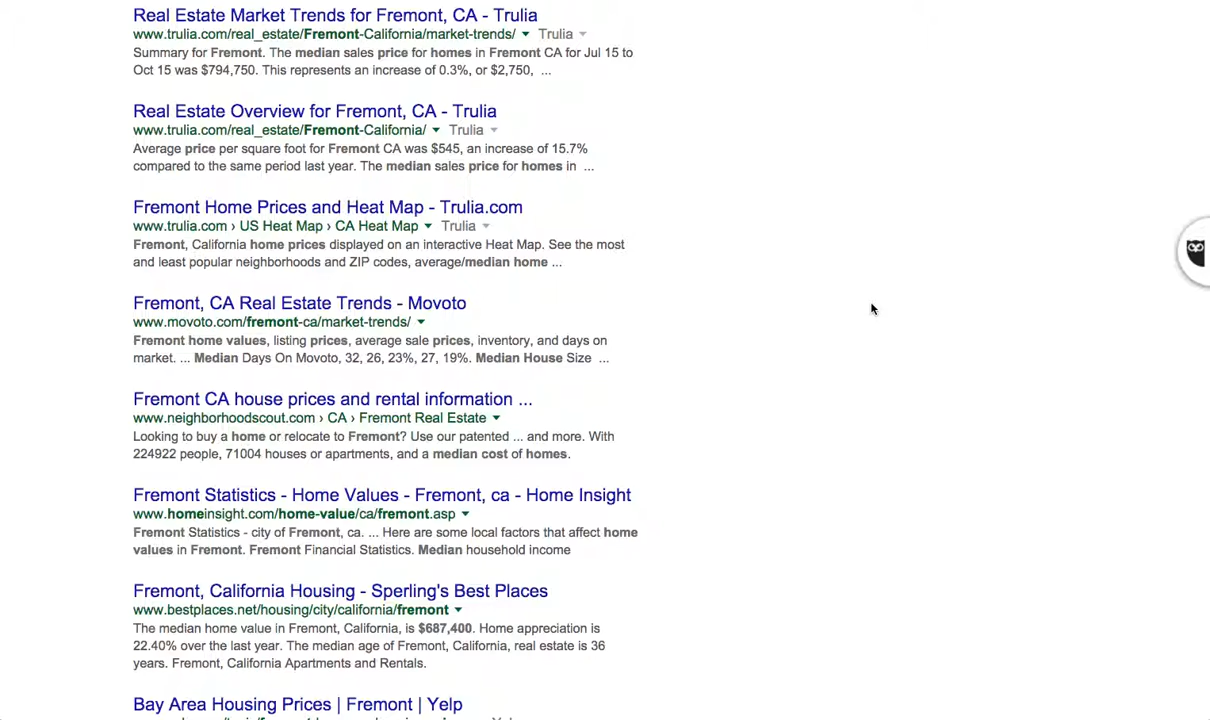 Real Estate Market Trends for Fremont, CA - Trulia
www.trulia.com/real_estate/Fremont-California/market-trends/ Trulia
Summary for Fremont. The median sales price for homes in Fremont CA for Jul 15 to
Oct 15 was $794,750. This represents an increase of 0.3%, or $2,750, ...
Real Estate Overview for Fremont, CA - Trulia
www.trulia.com/real_estate/Fremont-California/ Trulia
Average price per square foot for Fremont CA was $545, an increase of 15.7%
compared to the same period last year. The median sales price for homes in ...
Fremont Home Prices and Heat Map - Trulia.com
www.trulia.com › US Heat Map › CA Heat Map Trulia
Fremont, California home prices displayed on an interactive Heat Map. See the most
and least popular neighborhoods and ZIP codes, average/median home ...
Fremont, CA Real Estate Trends - Movoto
www.movoto.com/fremont-ca/market-trends/
Fremont home values, listing prices, average sale prices, inventory, and days on
market. ... Median Days On Movoto, 32, 26, 23%, 27, 19%. Median House Size ...
Fremont CA house prices and rental information ...
www.neighborhoodscout.com › CA › Fremont Real Estate
Looking to buy a home or relocate to Fremont? Use our patented ... and more. With
224922 people, 71004 houses or apartments, and a median cost of homes.
Fremont Statistics - Home Values - Fremont, ca - Home Insight
www.homeinsight.com/home-value/ca/fremont.asp
Fremont Statistics - city of Fremont, ca. ... Here are some local factors that affect home
values in Fremont. Fremont Financial Statistics. Median household income
Fremont, California Housing - Sperling's Best Places
www.bestplaces.net/housing/city/california/fremont
The median home value in Fremont, California, is $687,400. Home appreciation is
22.40% over the last year. The median age of Fremont, California, real estate is 36
years. Fremont, California Apartments and Rentals.
Bay Area Housing Prices | Fremont | Yelp